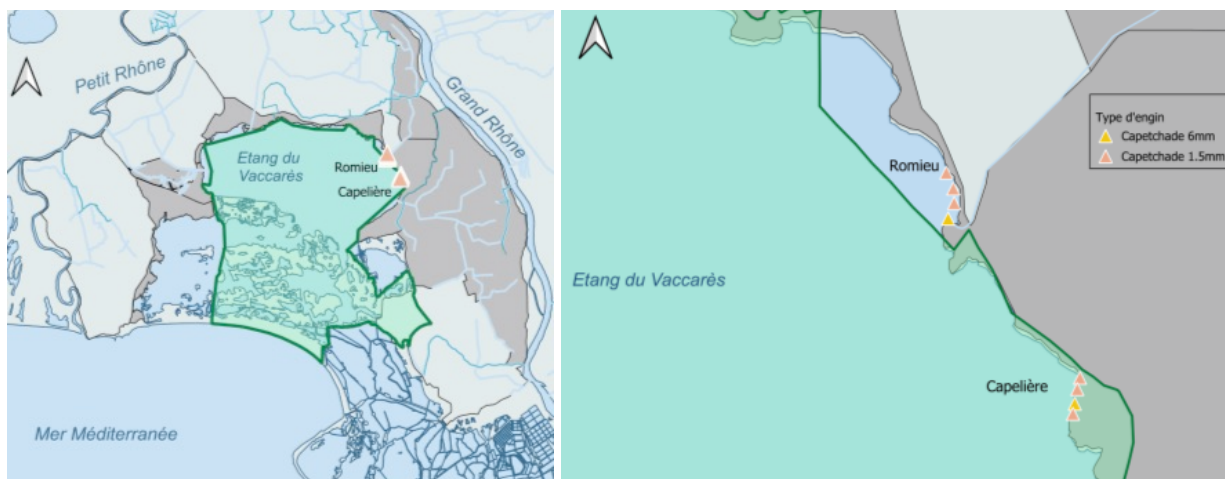 Petit Rhône
Grand Rhône
Etang du
Vaccarès
Romieu
Capelière
Mer Méditerranée
Type d'engin
Capetchade 6mm
Capetchade 1.5mm
Romieu
Etang du Vaccarès
Capelière